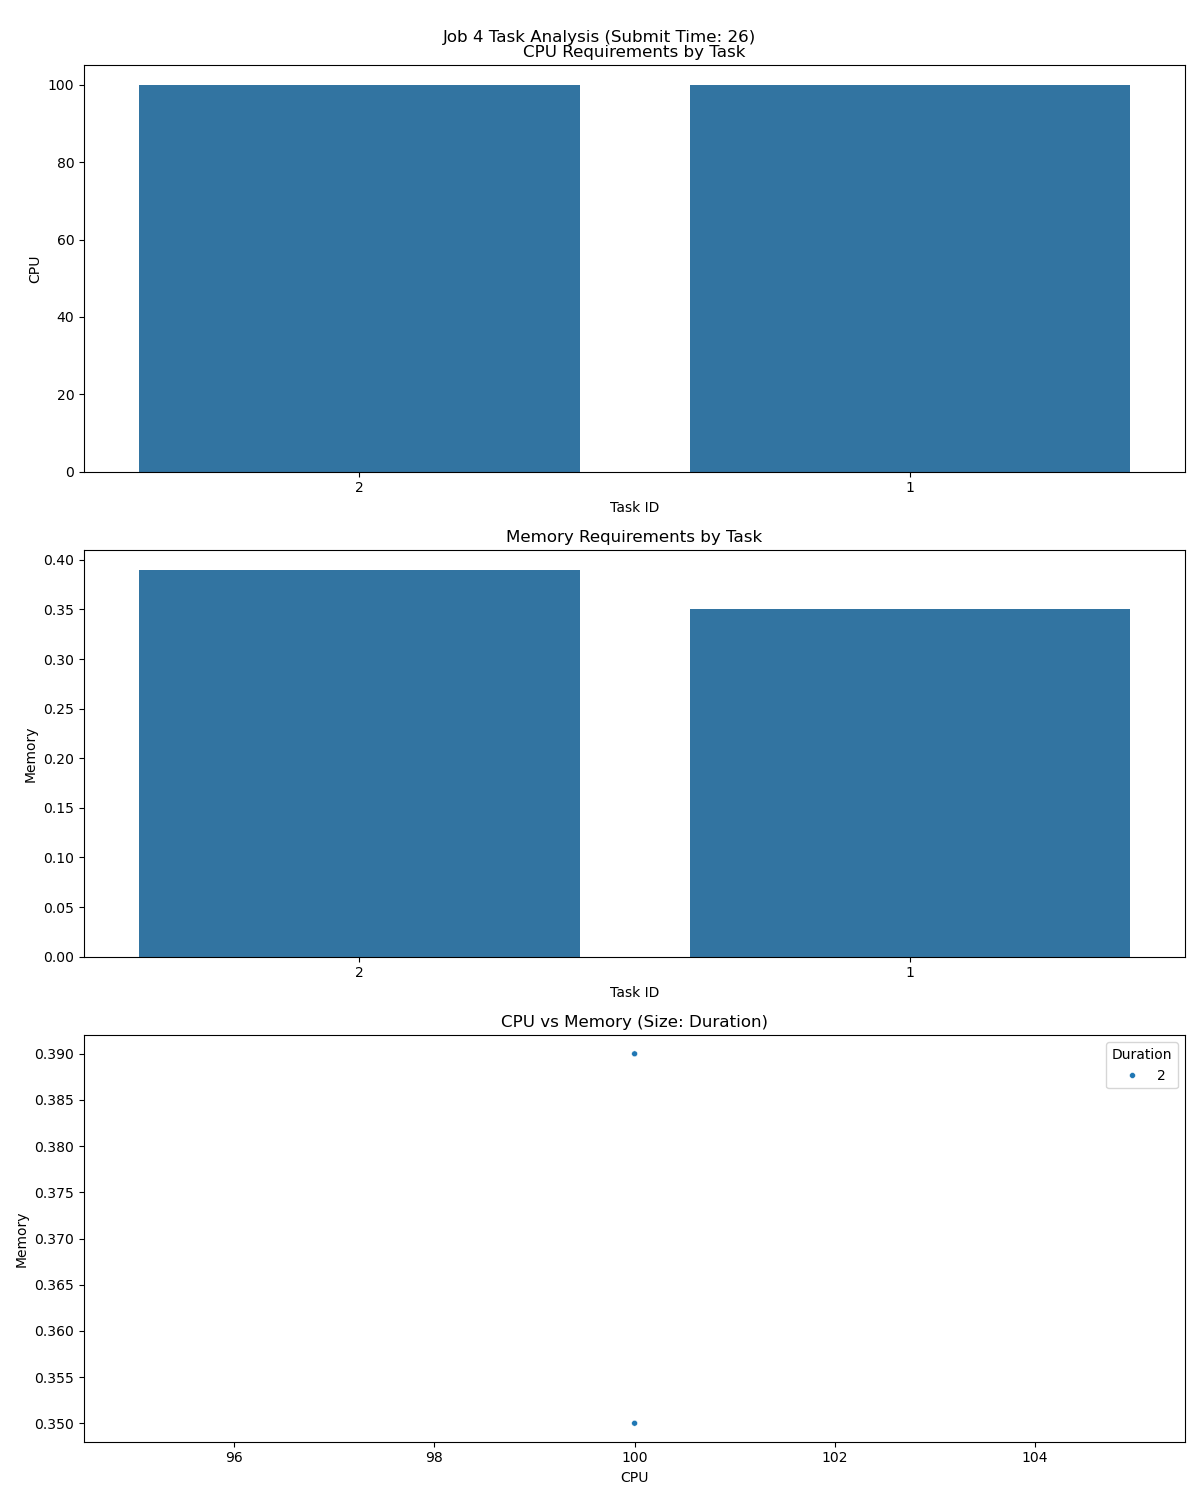 Job 4 Task Analysis (Submit Time: 26)
CPU Requirements by Task
100
80
60
40
20
0
CPU
2 1
Task ID
Memory Requirements by Task
0.40
0.35
0.30
0.25
0.20
0.15
0.10
0.05
0.00
Memory
2 1
Task ID
CPU vs Memory (Size: Duration)
Duration
2
0.390
0.385
0.380
0.375
0.370
0.365
0.360
0.355
0.350
Memory
96 98 100 102 104
CPU